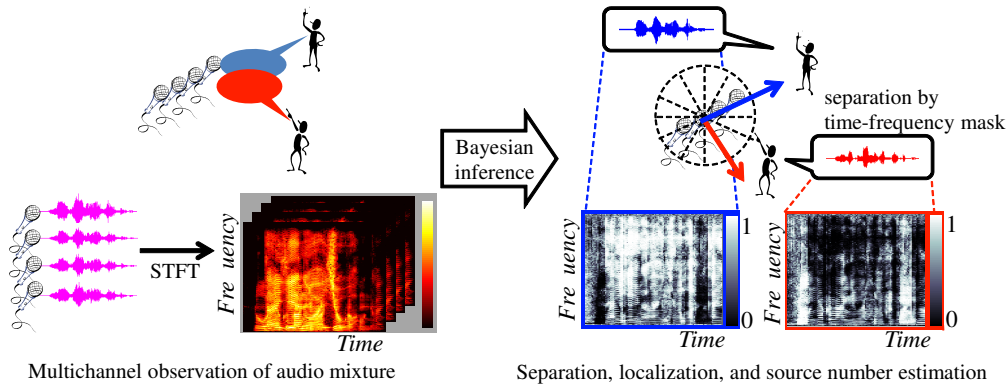 separation by
time-frequency mask
Bayesian
inference
STFT
Fre uency
Time
1
0
Fre uency
Time
1
0
Fre uency
Time
Multichannel observation of audio mixture
Separation, localization, and source number estimation